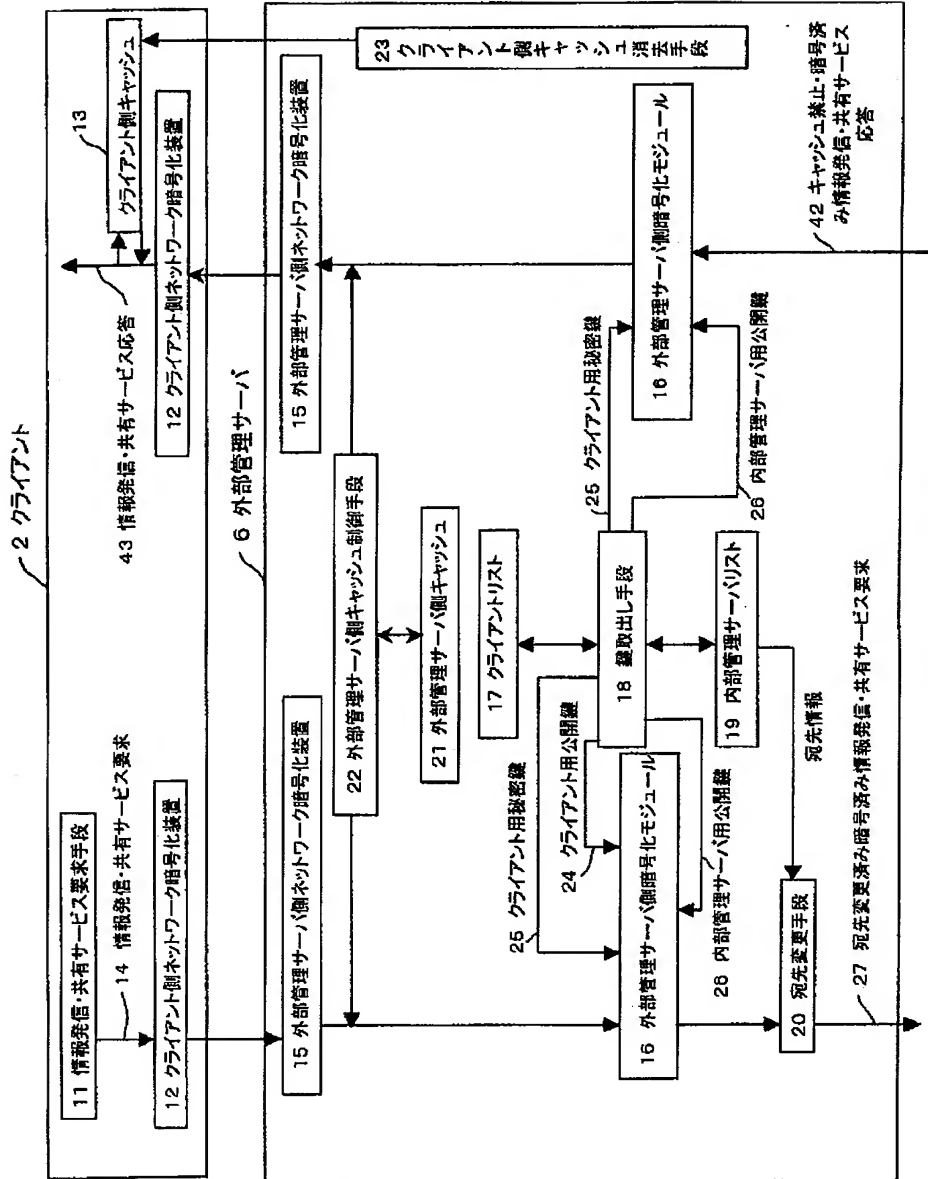 2 クライアント
11 情報発信・共有サービス要求手段
14 情報発信・共有サービス要求
12 クライアント側ネットワーク暗号化装置
43 情報発信・共有サービス応答
13
クライアント側キャッシュ
12 クライアント側ネットワーク暗号化装置
6 外部管理サーバ
15 外部管理サーバ側ネットワーク暗号化装置
22 外部管理サーバ側キャッシュ制御手段
15 外部管理サーバ側ネットワーク暗号化装置
23 クライアント側キャッシュ消去手段
21 外部管理サーバ側キャッシュ
17 クライアントリスト
25 クライアント用秘密鍵
24 クライアント用公開鍵
18 鍵取出し手段
25 クライアント用秘密鍵
16 外部管理サーバ側暗号化モジュール
26 内部管理サーバ用公開鍵
19 内部管理サーバリスト
16 外部管理サーバ側暗号化モジュール
26 内部管理サーバ用公開鍵
宛先情報
20 宛先変更手段
27 宛先変更済み暗号済み情報発信・共有サービス要求
42 キャッシュ禁止・暗号済
み情報発信・共有サービス
応答